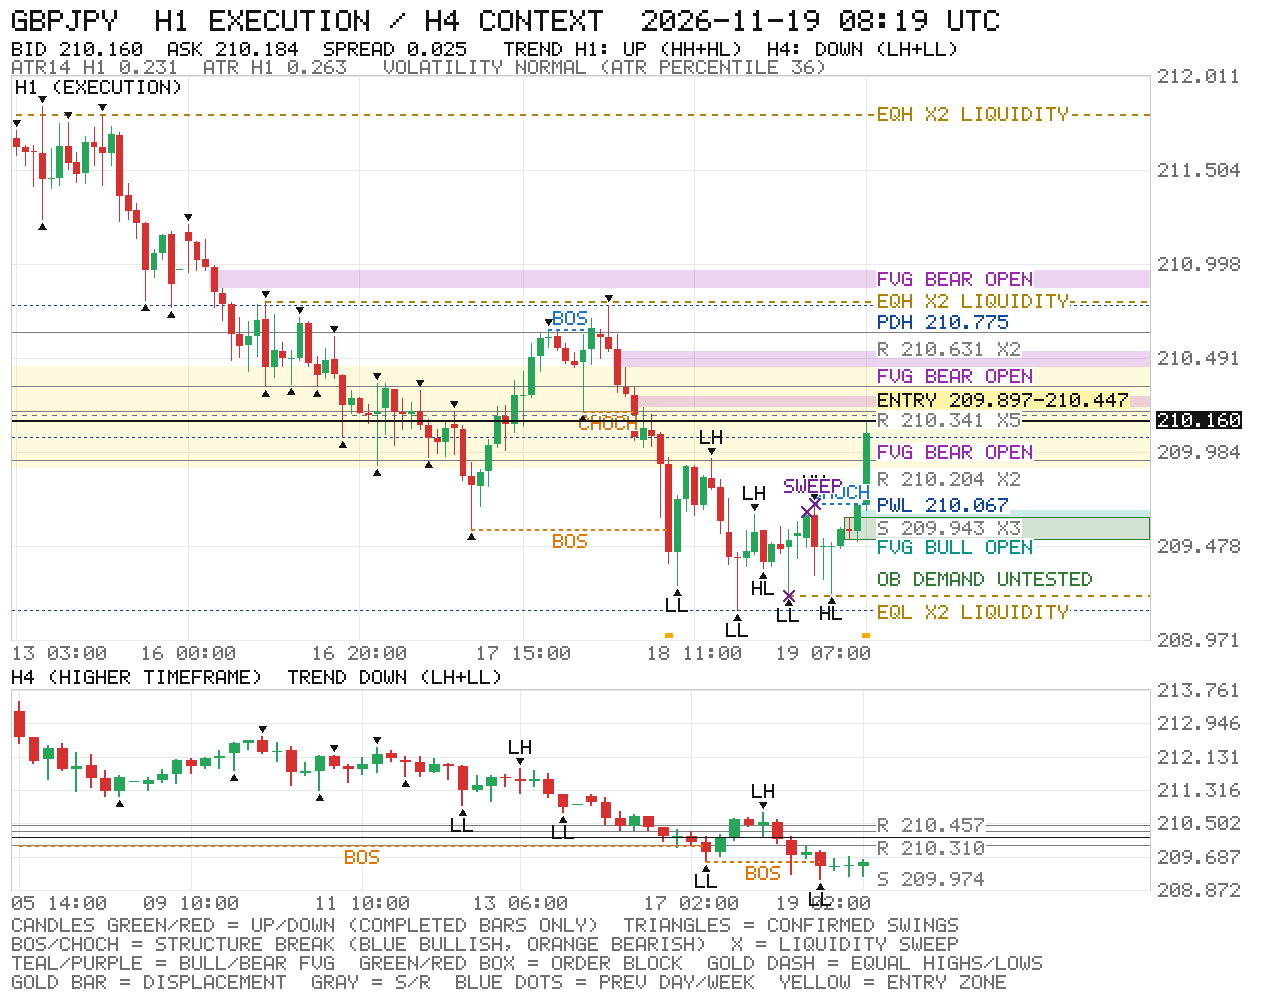 GBPJPY  H1 EXECUTION / H4 CONTEXT  2026-11-19 08:19 UTC
BID 210.160  ASK 210.184  SPREAD 0.025  TREND H1: UP (HH+HL)  H4: DOWN (LH+LL)
ATR14 H1 0.231  ATR H1 0.263  VOLATILITY NORMAL (ATR PERCENTILE 36)
H1 (EXECUTION)
212.011
EQH X2 LIQUIDITY
211.504
210.998
FVG BEAR OPEN
EQH X2 LIQUIDITY
BOS
PDH 210.775
R 210.631 X2
210.491
FVG BEAR OPEN
ENTRY 209.897-210.447
CHOCH
R 210.341 X5
210.160
LH
FVG BEAR OPEN
209.984
R 210.204 X2
SWEEP
LH
PWL 210.067
S 209.943 X3
BOS
FVG BULL OPEN
209.478
OB DEMAND UNTESTED
HL
LL
LL
HL
EQL X2 LIQUIDITY
LL
208.971
13 03:00
16 00:00
16 20:00
17 15:00
18 11:00
19 07:00
H4 (HIGHER TIMEFRAME)  TREND DOWN (LH+LL)
213.761
212.946
LH
212.131
211.316
LH
LL
LL
R 210.457
210.502
R 210.310
BOS
209.687
BOS
LL
S 209.974
208.872
LL
05 14:00
09 10:00
11 10:00
13 06:00
17 02:00
19 02:00
CANDLES GREEN/RED = UP/DOWN (COMPLETED BARS ONLY)  TRIANGLES = CONFIRMED SWINGS
BOS/CHOCH = STRUCTURE BREAK (BLUE BULLISH, ORANGE BEARISH)  X = LIQUIDITY SWEEP
TEAL/PURPLE = BULL/BEAR FVG  GREEN/RED BOX = ORDER BLOCK  GOLD DASH = EQUAL HIGHS/LOWS
GOLD BAR = DISPLACEMENT  GRAY = S/R  BLUE DOTS = PREV DAY/WEEK  YELLOW = ENTRY ZONE